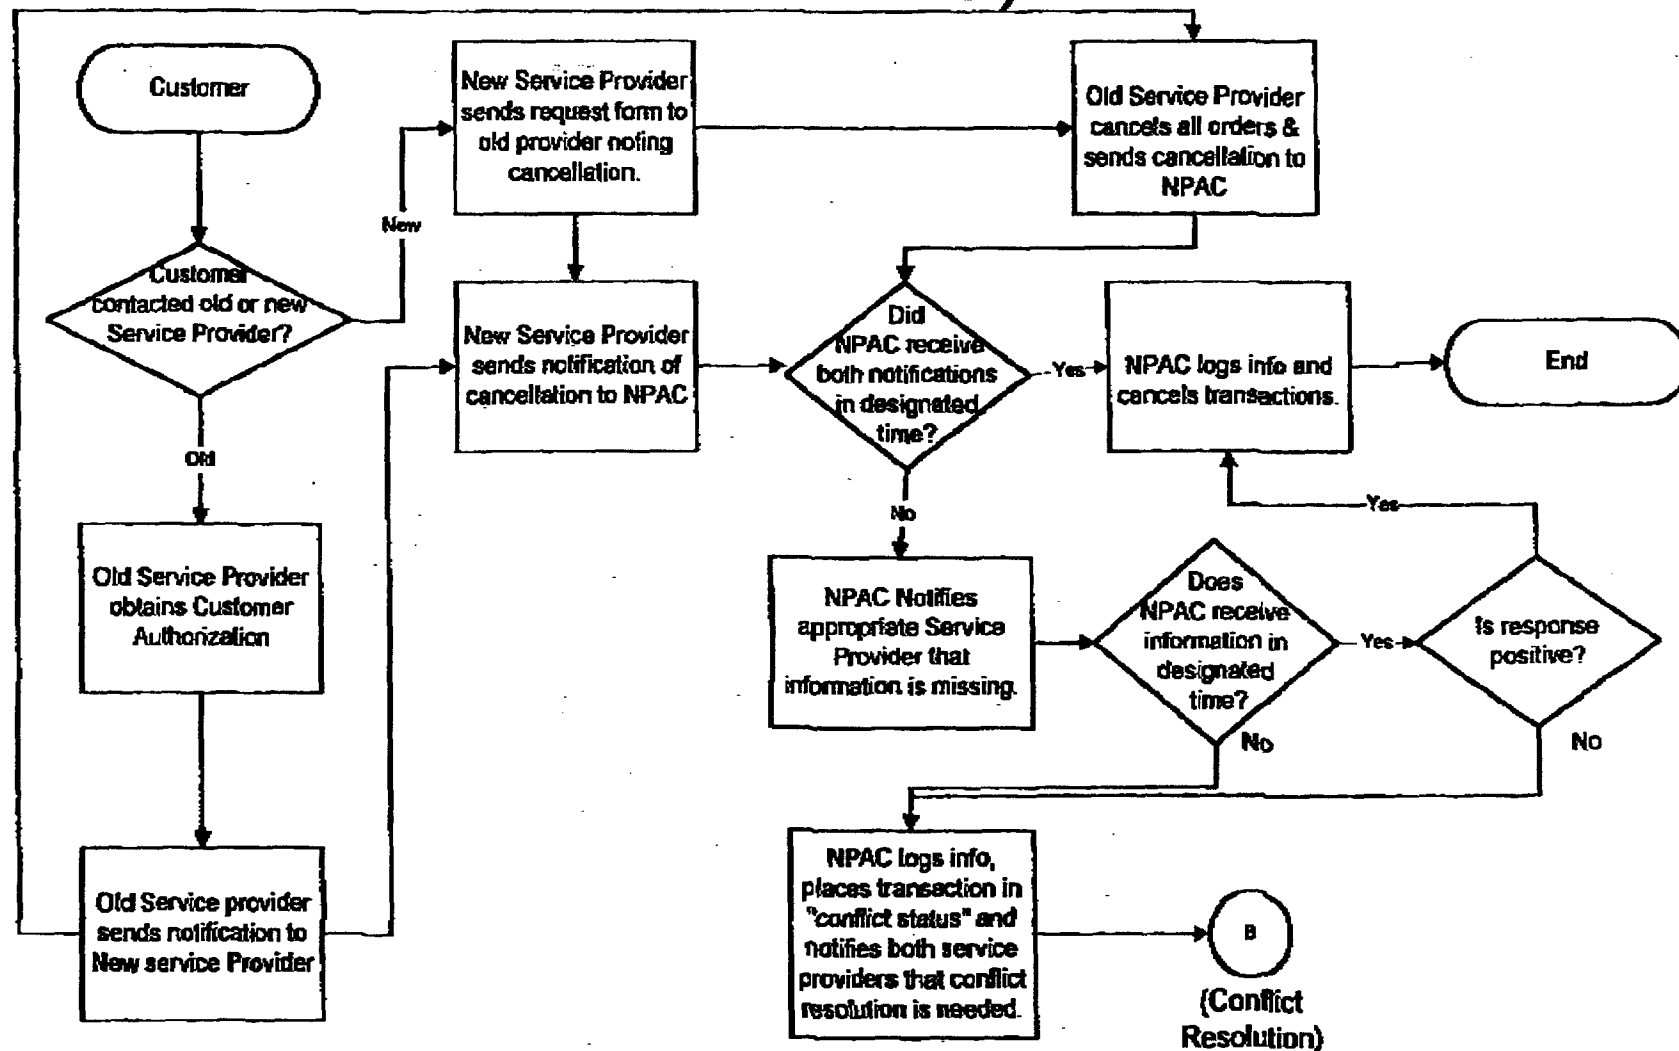 Customer
New Service Provider
sends request form to
old provider noting
cancellation.
Old Service Provider
cancels all orders &
sends cancellation to
NPAC
New
Customer
contacted old or new
Service Provider?
New Service Provider
sends notification of
cancellation to NPAC
Did
NPAC receive
both notifications
in designated
time?
Yes
NPAC logs info and
cancels transactions.
End
Old
No
Yes
Old Service Provider
obtains Customer
Authorization
NPAC Notifies
appropriate Service
Provider that
information is missing.
Does
NPAC receive
information in
designated
time?
Yes
Is response
positive?
No
No
Old Service provider
sends notification to
New service Provider
NPAC logs info,
places transaction in
"conflict status" and
notifies both service
providers that conflict
resolution is needed.
B
(Conflict
Resolution)